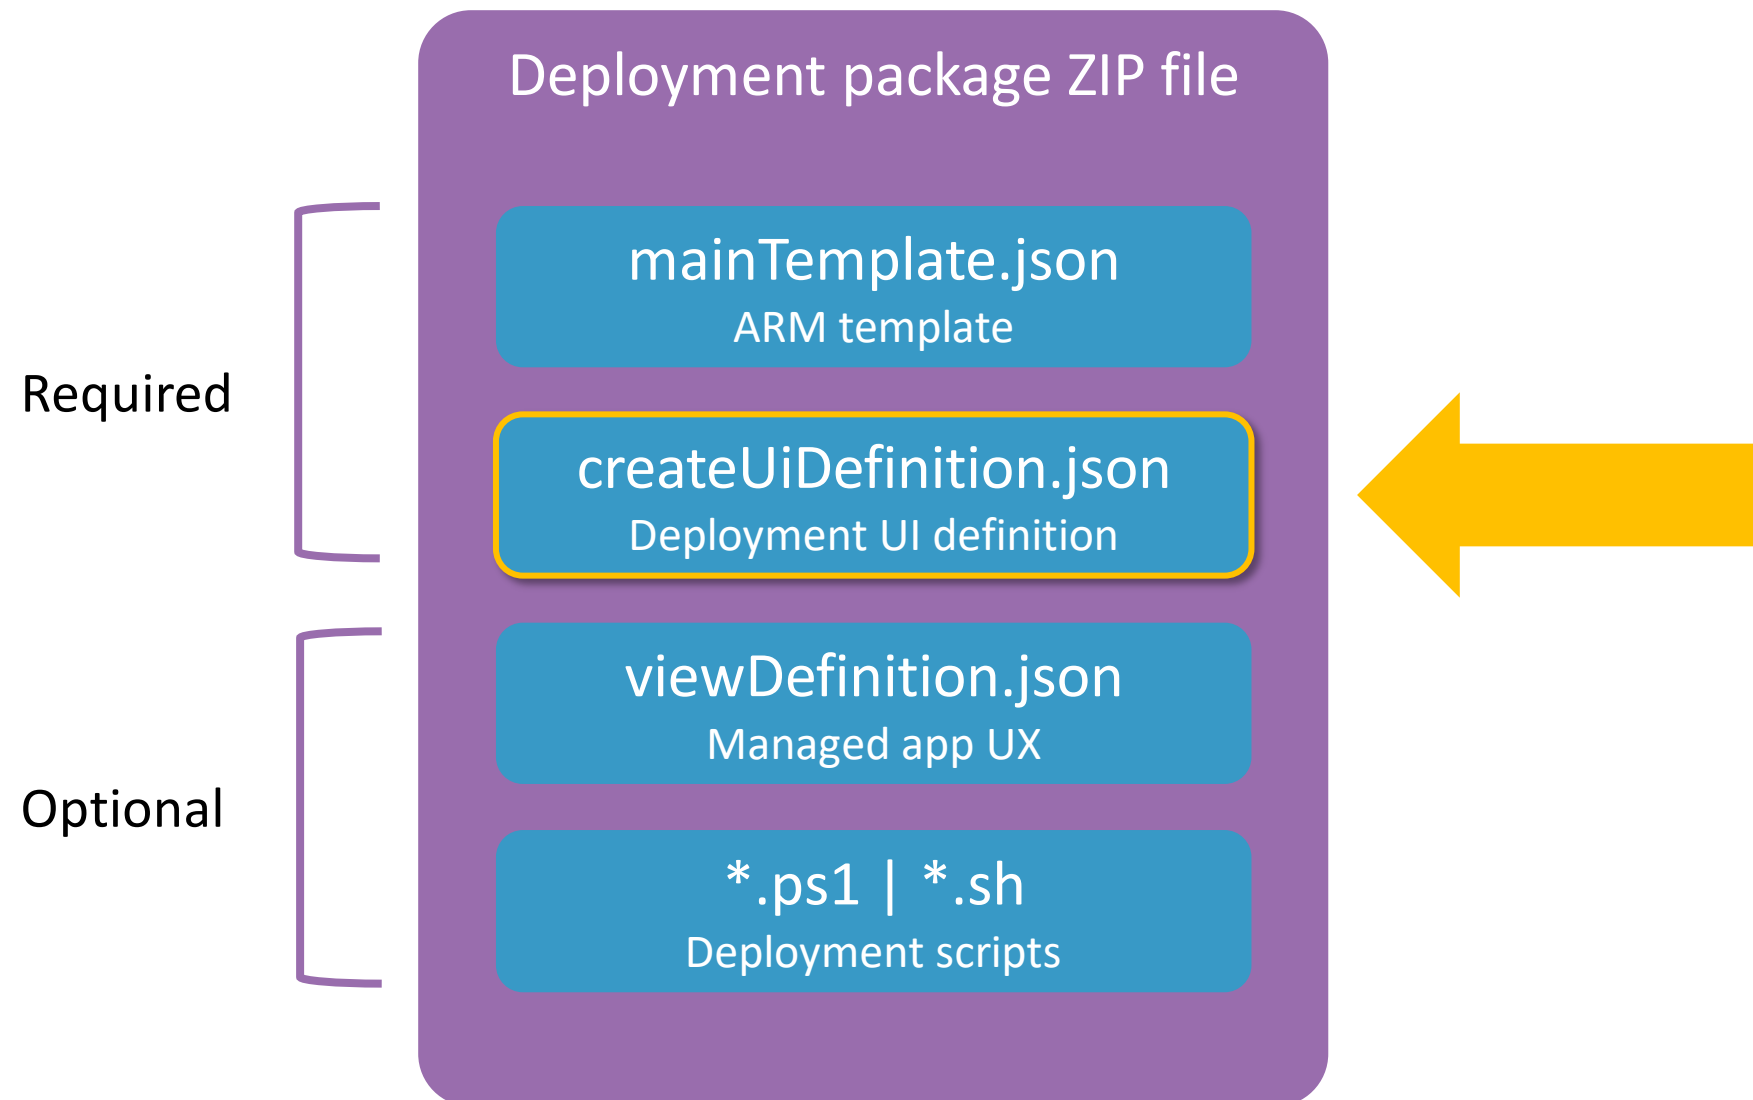 Deployment package ZIP file
Required
mainTemplate.json
ARM template
createUiDefinition.json
Deployment UI definition
Optional
viewDefinition.json
Managed app UX
*.ps1 | *.sh
Deployment scripts